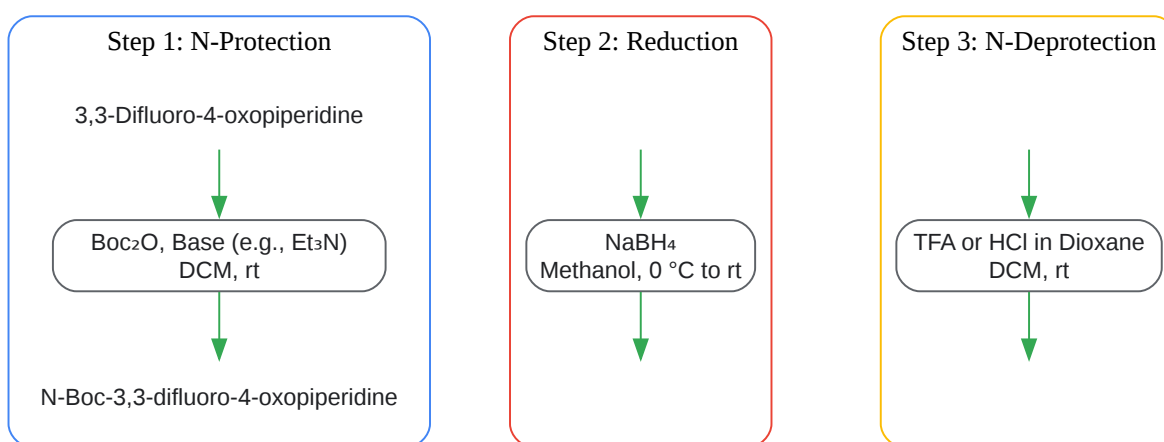 Step 1: N-Protection
3,3-Difluoro-4-oxopiperidine
Boc₂O, Base (e.g., Et₃N)
DCM, rt
N-Boc-3,3-difluoro-4-oxopiperidine
Step 2: Reduction
NaBH₄
Methanol, 0 °C to rt
Step 3: N-Deprotection
TFA or HCl in Dioxane
DCM, rt